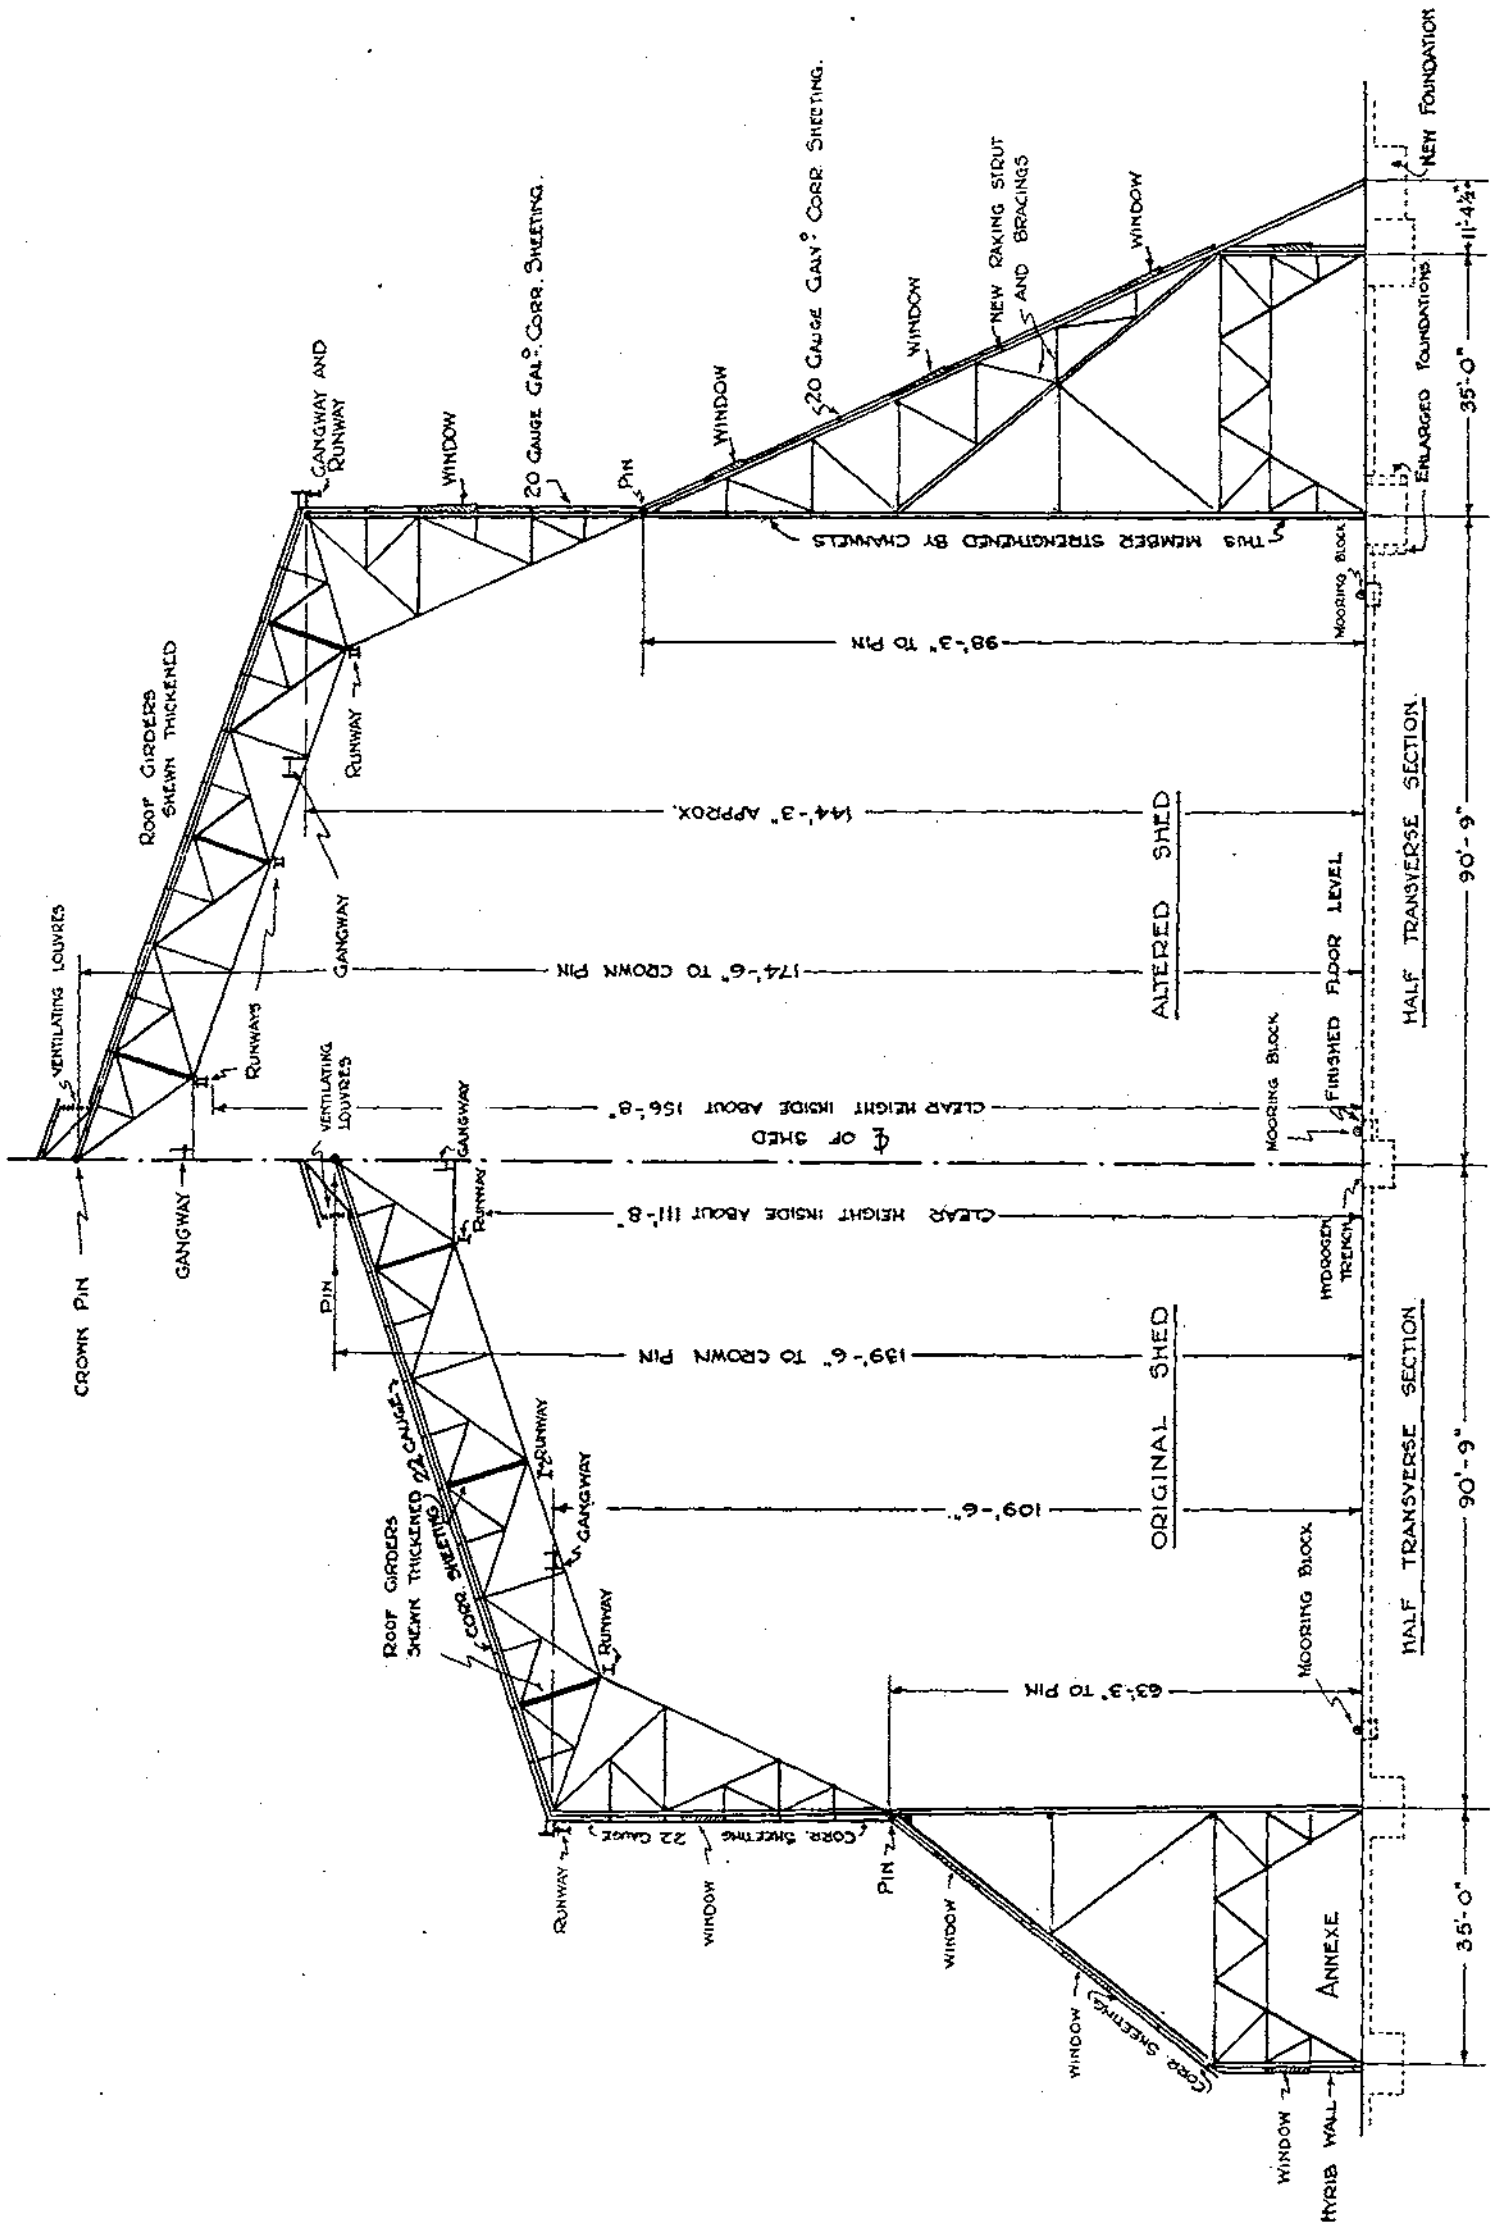 CROWN PIN
GANGWAY
VENTILATING LOUVRES
ROOF GIRDERS
SHEWN THICKENED
GANGWAY AND
RUNWAY
WINDOW
20 GAUGE GALD. CORR. SHEETING.
RUNWAYS
GANGWAY
RUNWAY
PIN
WINDOW
20 GAUGE GALVD. CORR. SHEETING.
WINDOW
NEW RAKING STRUT
AND BRACINGS
WINDOW
THIS MEMBER STRENGTHENED BY CHANNELS
98'-3" TO PIN
144'-3" APPROX.
174'-6" TO CROWN PIN
CLEAR HEIGHT INSIDE ABOUT 156'-8"
℄ OF SHED
ALTERED SHED
MOORING BLOCK
FINISHED FLOOR LEVEL
MOORING BLOCK
ENLARGED FOUNDATIONS.
NEW FOUNDATION
HALF TRANSVERSE SECTION.
90'-9"
35'-0"
11'-4½"
VENTILATING
LOUVRES
GANGWAY
RUNWAY
PIN
CLEAR HEIGHT INSIDE ABOUT 111'-8"
139'-6" TO CROWN PIN
ROOF GIRDERS
SHEWN THICKENED
22 GAUGE
CORR. SHEETING
RUNWAY
GANGWAY
109'-6"
RUNWAY
RUNWAY
22 GAUGE
CORR. SHEETING
WINDOW
PIN
63'-3" TO PIN
WINDOW
WINDOW
CORR. SHEETING
WINDOW
HYRIB WALL
ANNEXE
ORIGINAL SHED
HYDROGEN
TRENCH
MOORING BLOCK
HALF TRANSVERSE SECTION
90'-9"
35'-0"